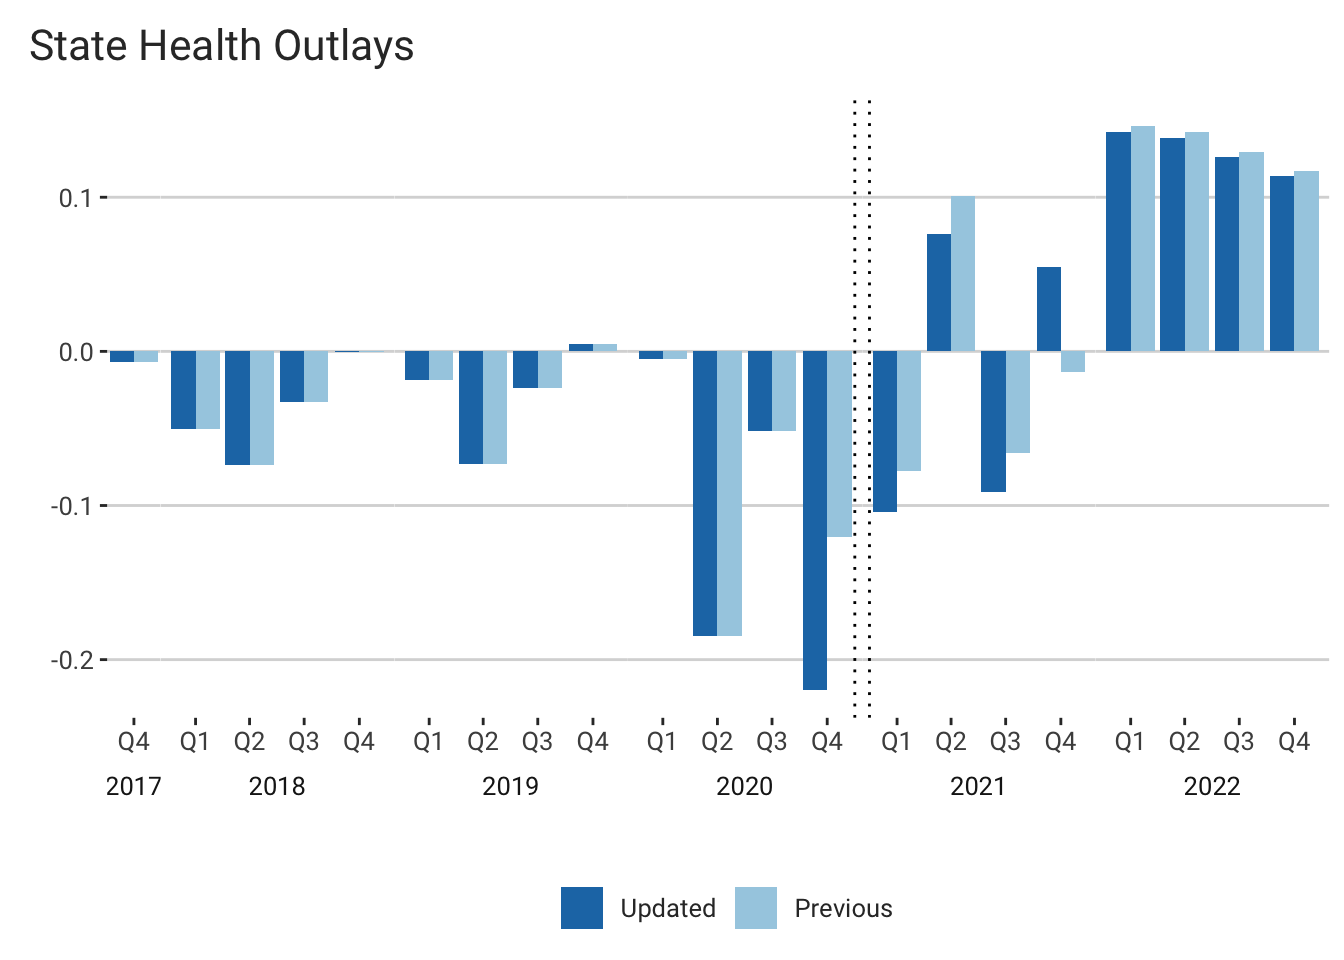 State Health Outlays
0.1
0.0
-0.1
-0.2
Q4 Q1 Q2 Q3 Q4 Q1 Q2 Q3 Q4 Q1 Q2 Q3 Q4 Q1 Q2 Q3 Q4 Q1 Q2 Q3 Q4
2017 2018 2019 2020 2021 2022
Updated Previous